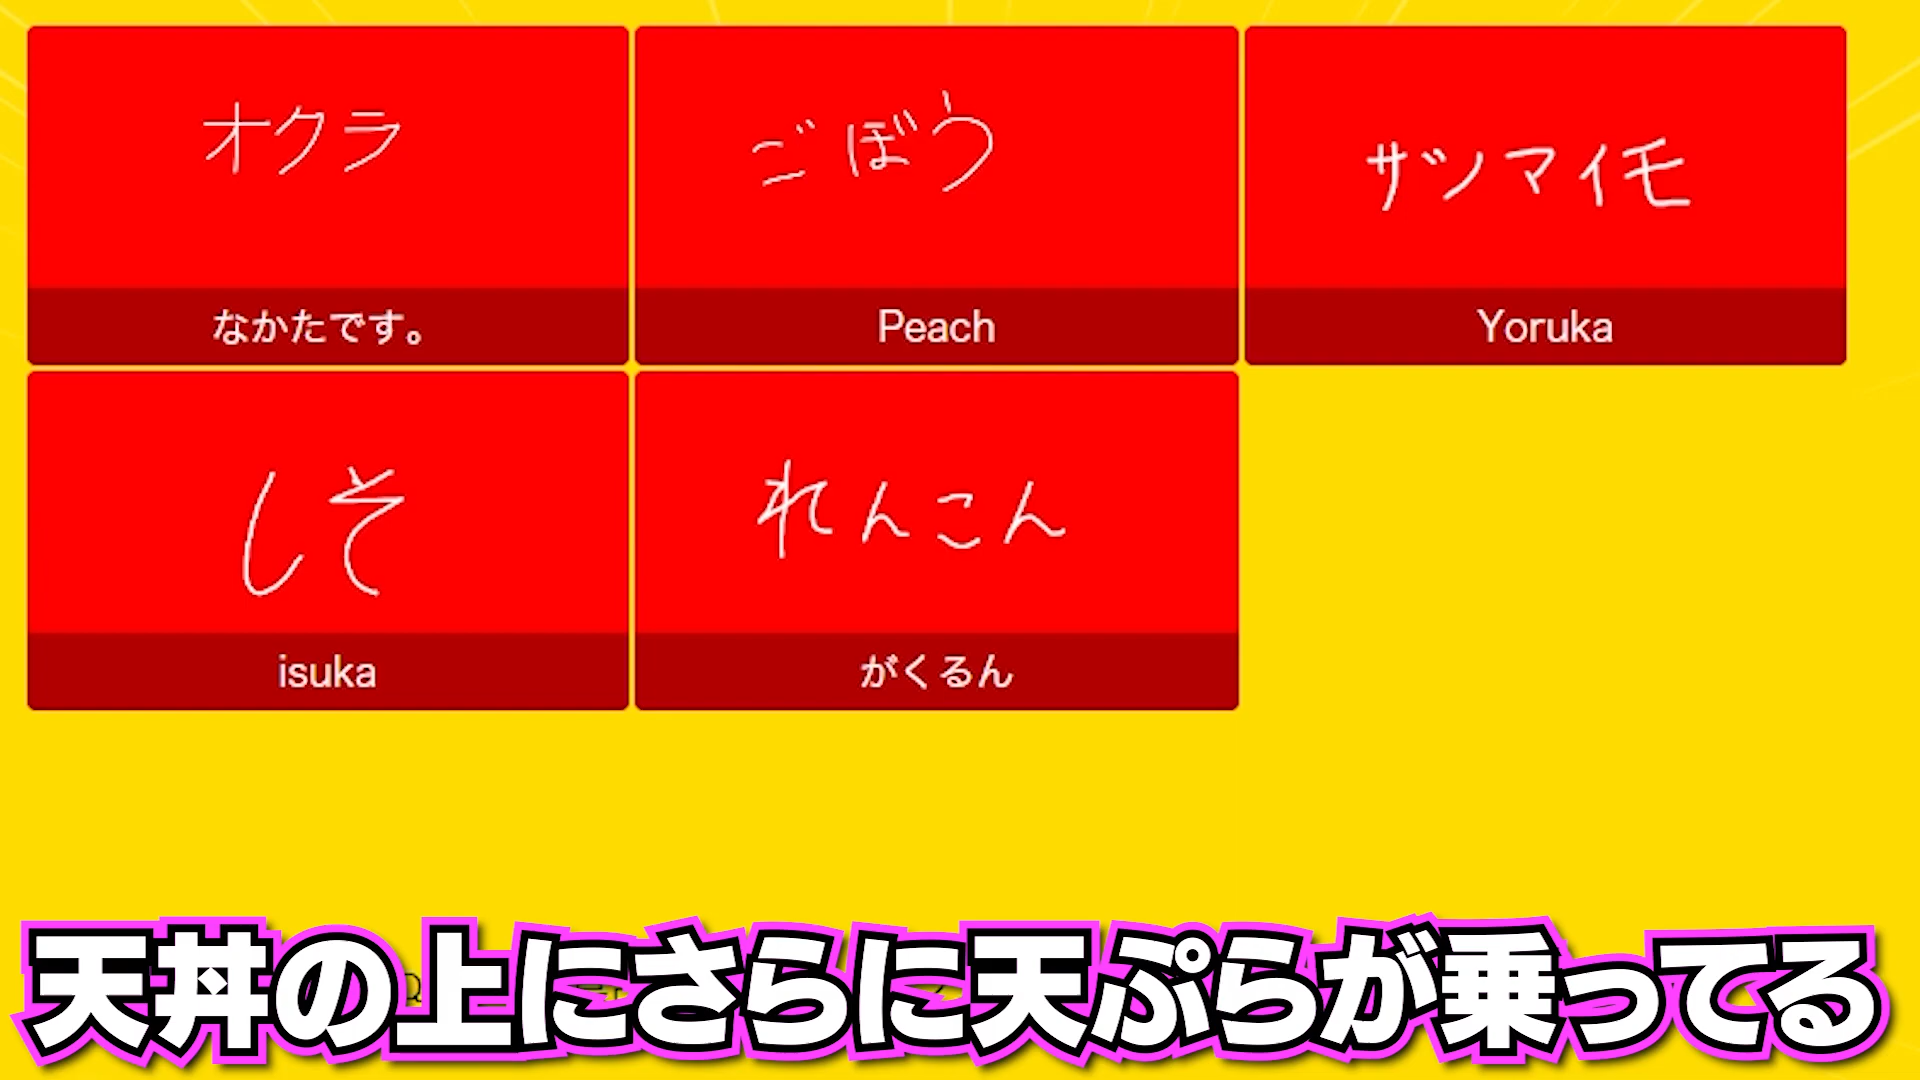 オクラ
なかたです。
ごぼう
Peach
サツマイモ
Yoruka
しそ
isuka
れんこん
がくるん
天丼の上にさらに天ぷらが乗ってる